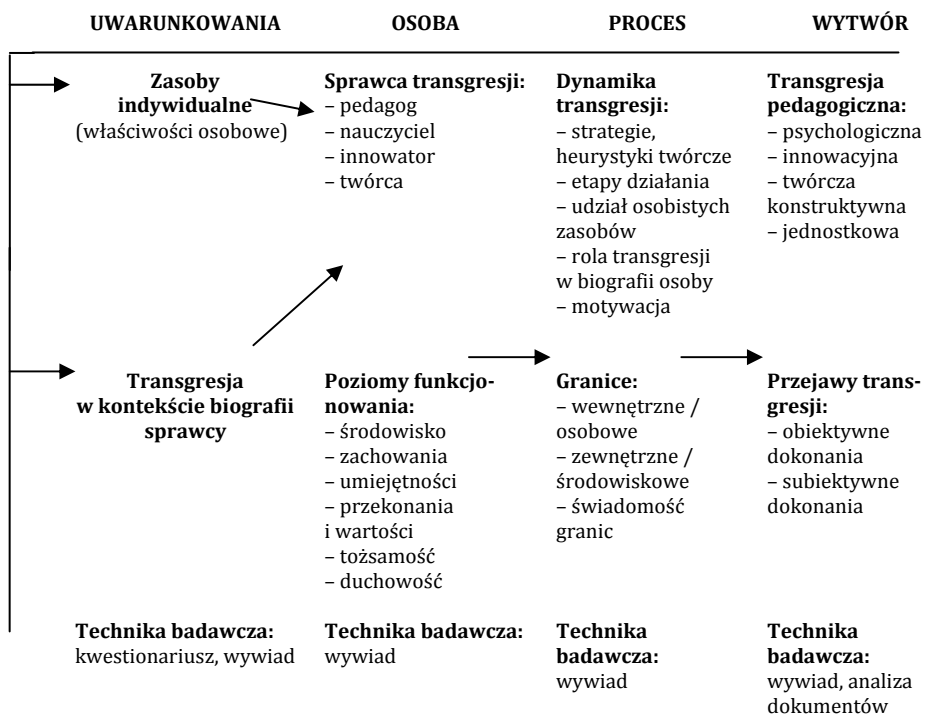 UWARUNKOWANIA OSOBA PROCES WYTWÓR
Zasoby
indywidualne
(właściwości osobowe)
Sprawca transgresji:
– pedagog
– nauczyciel
– innowator
– twórca
Dynamika
transgresji:
– strategie,
heurystyki twórcze
– etapy działania
– udział osobistych
zasobów
– rola transgresji
w biografii osoby
– motywacja
Transgresja
pedagogiczna:
– psychologiczna
– innowacyjna
– twórcza
konstruktywna
– jednostkowa
Transgresja
w kontekście biografii
sprawcy
Poziomy funkcjo-
nowania:
– środowisko
– zachowania
– umiejętności
– przekonania
i wartości
– tożsamość
– duchowość
Granice:
– wewnętrzne /
osobowe
– zewnętrzne /
środowiskowe
– świadomość
granic
Przejawy trans-
gresji:
– obiektywne
dokonania
– subiektywne
dokonania
Technika badawcza:
kwestionariusz, wywiad
Technika badawcza:
wywiad
Technika
badawcza:
wywiad
Technika
badawcza:
wywiad, analiza
dokumentów